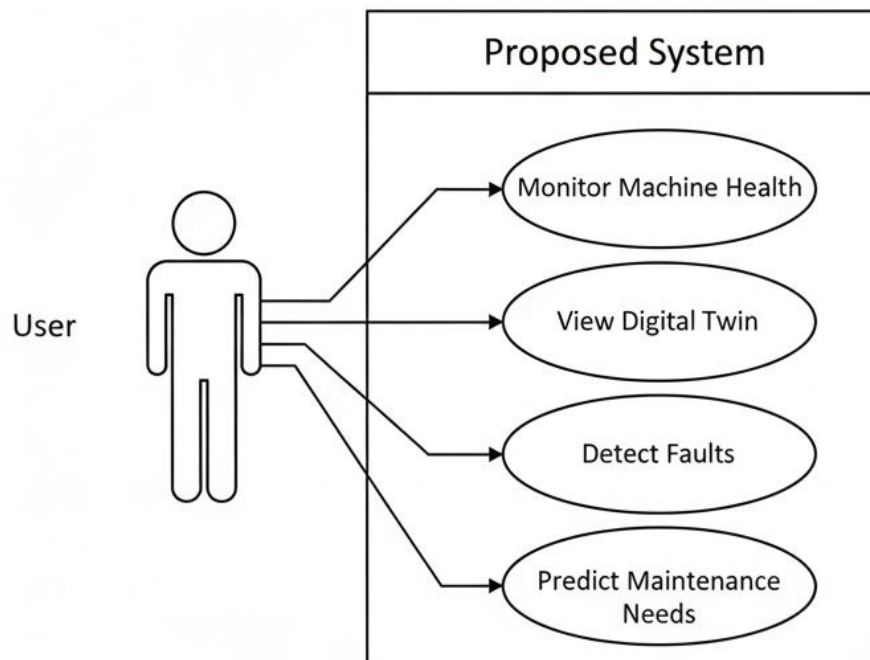 Proposed System
Monitor Machine Health
User
View Digital Twin
Detect Faults
Predict Maintenance
Needs